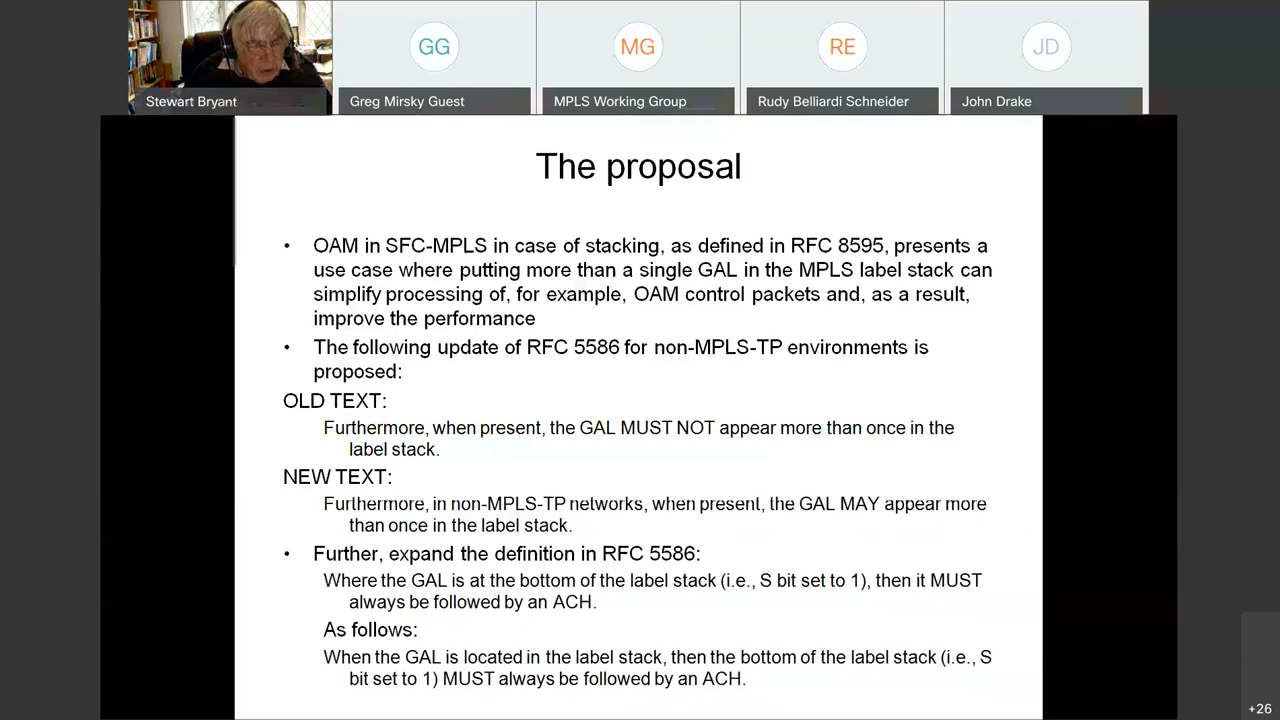 GG
MG
RE
JD
Stewart Bryant
Greg Mirsky Guest
MPLS Working Group
Rudy Belliardi Schneider
John Drake
The proposal
• OAM in SFC-MPLS in case of stacking, as defined in RFC 8595, presents a
use case where putting more than a single GAL in the MPLS label stack can
simplify processing of, for example, OAM control packets and, as a result,
improve the performance
• The following update of RFC 5586 for non-MPLS-TP environments is
proposed:
OLD TEXT:
Furthermore, when present, the GAL MUST NOT appear more than once in the
label stack.
NEW TEXT:
Furthermore, in non-MPLS-TP networks, when present, the GAL MAY appear more
than once in the label stack.
• Further, expand the definition in RFC 5586:
Where the GAL is at the bottom of the label stack (i.e., S bit set to 1), then it MUST
always be followed by an ACH.
As follows:
When the GAL is located in the label stack, then the bottom of the label stack (i.e., S
bit set to 1) MUST always be followed by an ACH.
+26